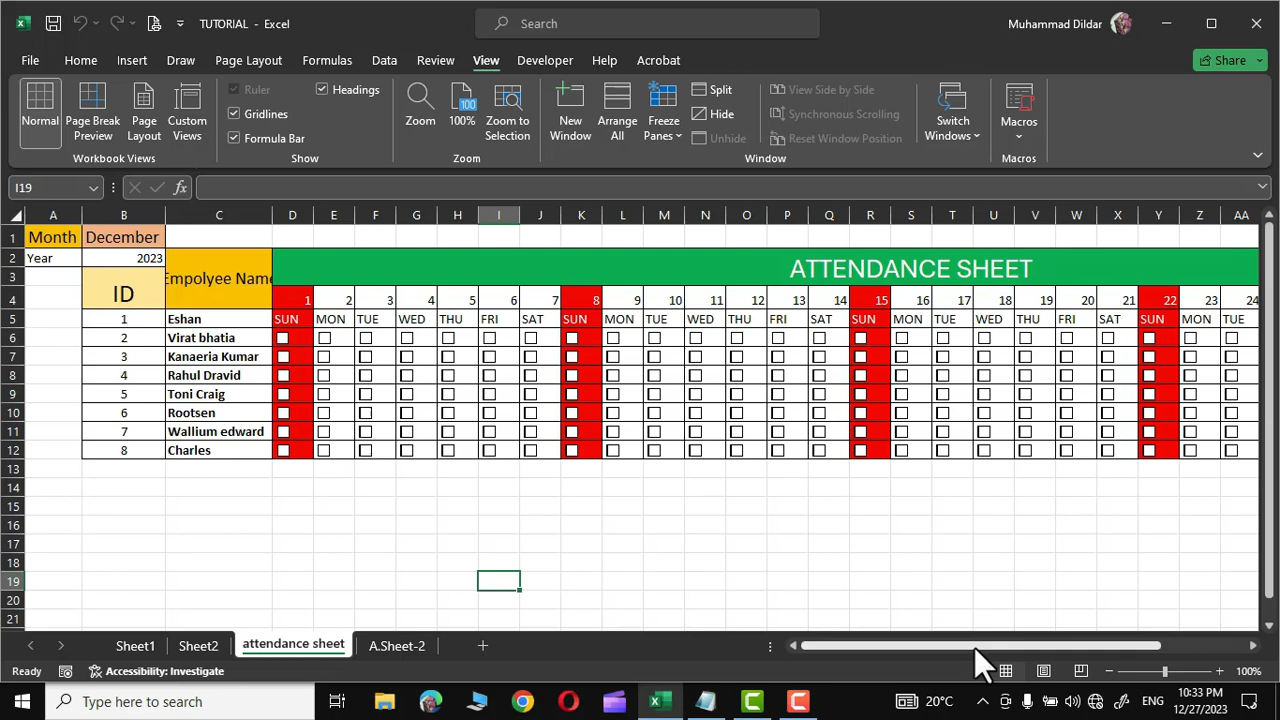 TUTORIAL - Excel
Search
Muhammad Dildar
File Home Insert Draw Page Layout Formulas Data Review View Developer Help Acrobat
Share
Normal
Page Break Preview
Page Layout
Custom Views
Workbook Views
Ruler
Gridlines
Formula Bar
Headings
Show
Zoom
100
100%
Zoom to Selection
Zoom
New Window
Arrange All
Freeze Panes
Split
Hide
Unhide
View Side by Side
Synchronous Scrolling
Reset Window Position
Window
Switch Windows
Macros
Macros
I19
fx
A B C D E F G H I J K L M N O P Q R S T U V W X Y Z AA
1 Month December
2 Year 2023
3 ID Empolyee Name ATTENDANCE SHEET
4 1 2 3 4 5 6 7 8 9 10 11 12 13 14 15 16 17 18 19 20 21 22 23 24
5 1 Eshan SUN MON TUE WED THU FRI SAT SUN MON TUE WED THU FRI SAT SUN MON TUE WED THU FRI SAT SUN MON TUE
6 2 Virat bhatia
7 3 Kanaeria Kumar
8 4 Rahul Dravid
9 5 Toni Craig
10 6 Rootsen
11 7 Wallium edward
12 8 Charles
13
14
15
16
17
18
19
20
21
Sheet1 Sheet2 attendance sheet A.Sheet-2
Ready Accessibility: Investigate 100%
Type here to search
20°C
ENG
10:33 PM
12/27/2023